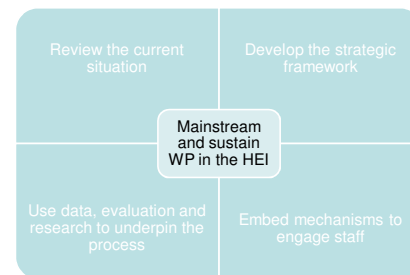 Review the current
situation
Develop the strategic
framework
Mainstream
and sustain
WP in the HEI
Use data, evaluation and
research to underpin the
process
Embed mechanisms to
engage staff